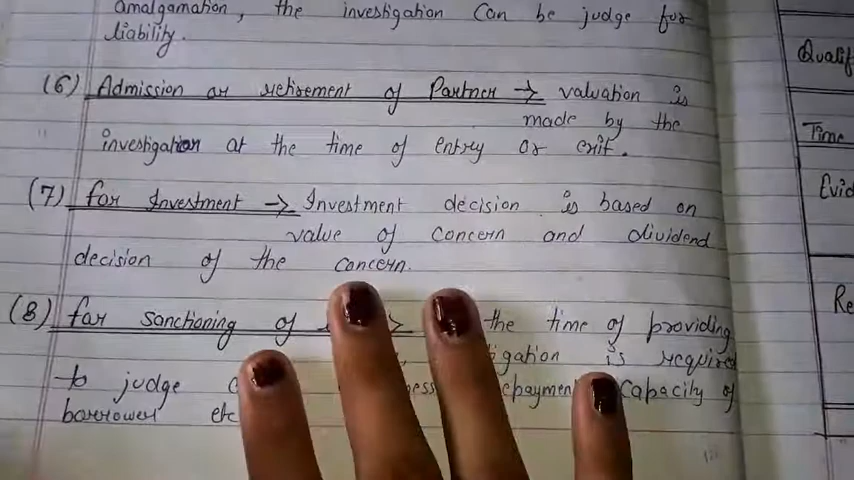 amalgamation, the investigation can be judge for
liability.
(6) Admission or retirement of Partner → valuation is
made by the
investigation at the time of entry or exit.
(7) for Investment → Investment decision is based on
value of concern and dividend
decision of the concern.
(8) for sanctioning of the time of providing
is required
to judge repayment Capacity of
borrower etc
Qualif
Time
Evid
Re